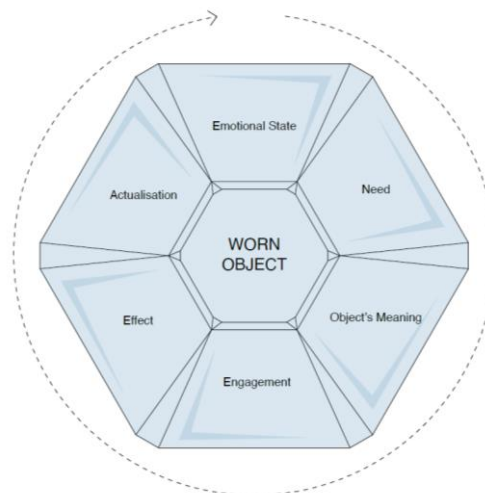 Emotional State
Actualisation
Need
WORN
OBJECT
Effect
Object's Meaning
Engagement